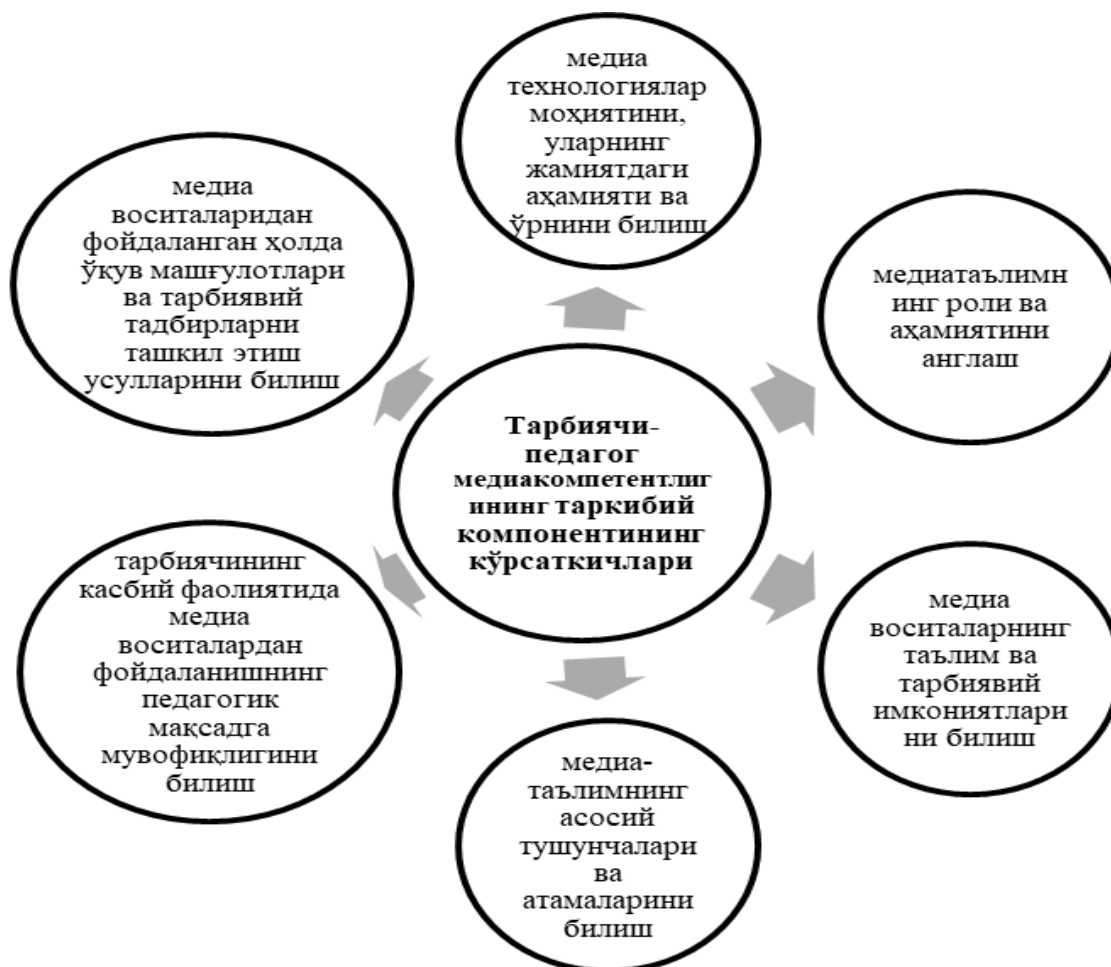 медиа
технологиялар
моҳиятини,
уларнинг
жамиятдаги
аҳамияти ва
ўрнини билиш
медиа
воситаларидан
фойдаланган ҳолда
ўқув машғулотлари
ва тарбиявий
тадбирларни
ташкил этиш
усулларини билиш
медиатаълимн
инг роли ва
аҳамиятини
англаш
Тарбиячи-
педагог
медиакомпетентлиг
ининг таркибий
компонентининг
кўрсаткичлари
тарбиячининг
касбий фаолиятида
медиа
воситалардан
фойдаланишнинг
педагогик
мақсадга
мувофиқлигини
билиш
медиа
воситаларнинг
таълим ва
тарбиявий
имкониятлари
ни билиш
медиа-
таълимнинг
асосий
тушунчалари
ва
атамаларини
билиш